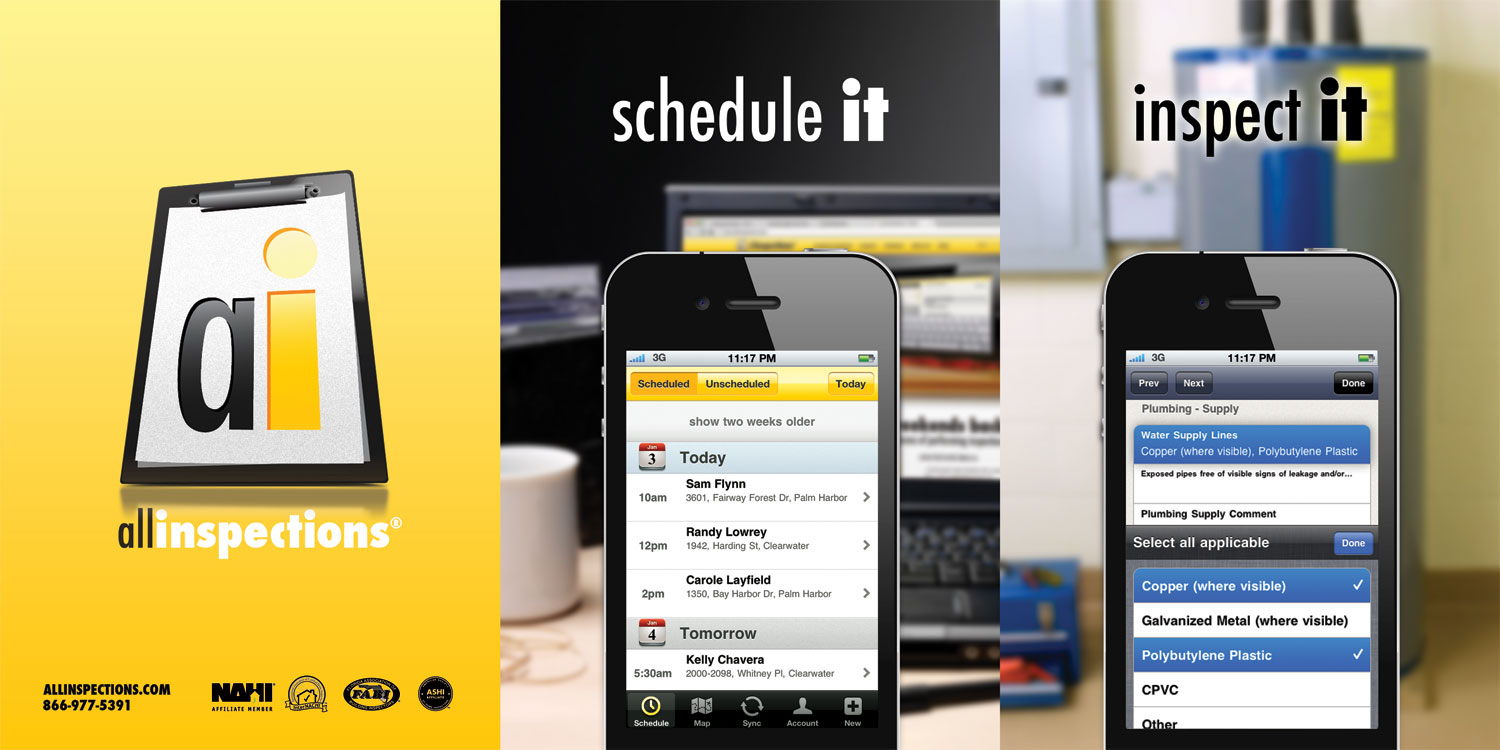 ai
allinspections®
ALLINSPECTIONS.COM
866-977-5391
NAHI
AFFILIATE MEMBER
FABI
ASHI
AFFILIATE
schedule it
3G 11:17 PM
Scheduled Unscheduled Today
show two weeks older
Jan
3 Today
10am Sam Flynn
3601, Fairway Forest Dr, Palm Harbor
12pm Randy Lowrey
1942, Harding St, Clearwater
2pm Carole Layfield
1350, Bay Harbor Dr, Palm Harbor
Jan
4 Tomorrow
5:30am Kelly Chavera
2000-2098, Whitney Pl, Clearwater
Schedule Map Sync Account New
inspect it
3G 11:17 PM
Prev Next Done
Plumbing - Supply
Water Supply Lines
Copper (where visible), Polybutylene Plastic
Exposed pipes free of visible signs of leakage and/or...
Plumbing Supply Comment
Select all applicable Done
Copper (where visible)
Galvanized Metal (where visible)
Polybutylene Plastic
CPVC
Other